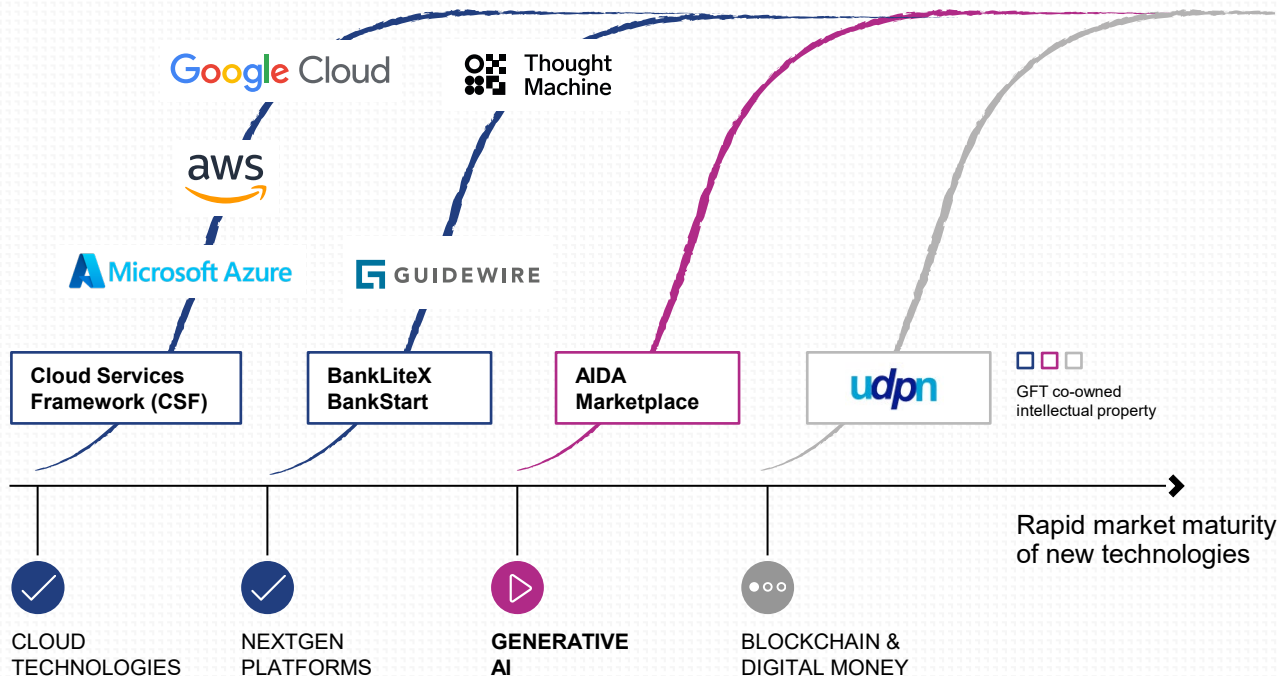 Google Cloud
Thought
Machine
aws
Microsoft Azure
GUIDEWIRE
Cloud Services
Framework (CSF)
BankLiteX
BankStart
AIDA
Marketplace
udpn
GFT co-owned
intellectual property
Rapid market maturity
of new technologies
CLOUD
TECHNOLOGIES
NEXTGEN
PLATFORMS
GENERATIVE
AI
BLOCKCHAIN &
DIGITAL MONEY